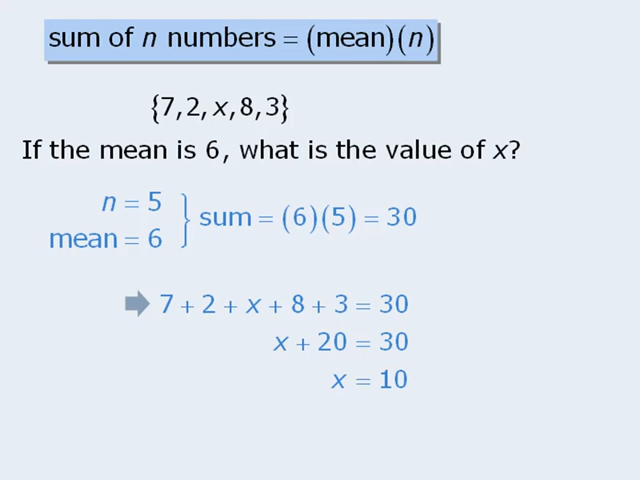 sum of n numbers = (mean)(n)
{7, 2, x, 8, 3}
If the mean is 6, what is the value of x?
n = 5
mean = 6
} sum = (6)(5) = 30
7 + 2 + x + 8 + 3 = 30
x + 20 = 30
x = 10